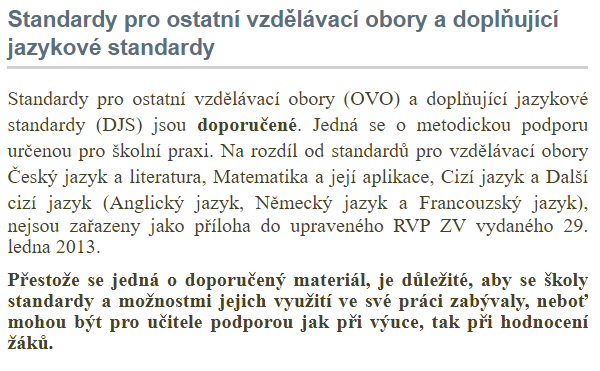 Standardy pro ostatní vzdělávací obory a doplňující
jazykové standardy
Standardy pro ostatní vzdělávací obory (OVO) a doplňující jazykové
standardy (DJS) jsou doporučené. Jedná se o metodickou podporu
určenou pro školní praxi. Na rozdíl od standardů pro vzdělávací obory
Český jazyk a literatura, Matematika a její aplikace, Cizí jazyk a Další
cizí jazyk (Anglický jazyk, Německý jazyk a Francouzský jazyk),
nejsou zařazeny jako příloha do upraveného RVP ZV vydaného 29.
ledna 2013.
Přestože se jedná o doporučený materiál, je důležité, aby se školy
standardy a možnostmi jejich využití ve své práci zabývaly, neboť
mohou být pro učitele podporou jak při výuce, tak při hodnocení
žáků.